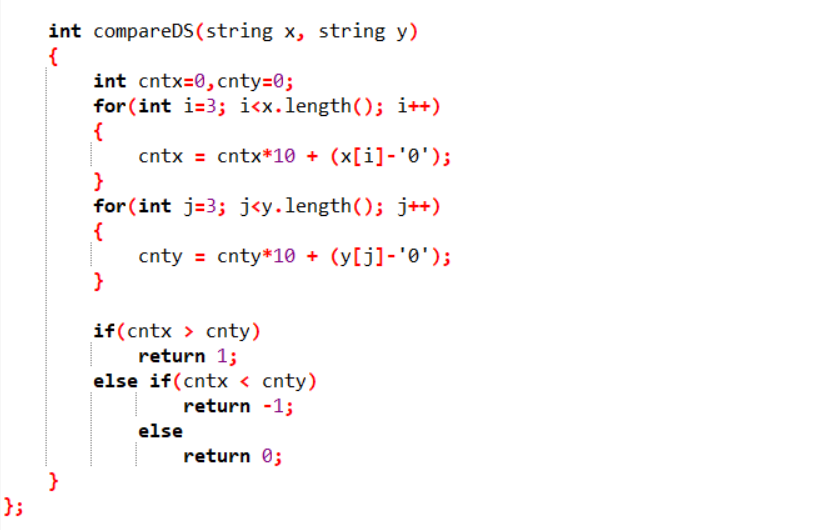 int compareDS(string x, string y)
{
int cntx=0,cnty=0;
for(int i=3; i<x.length(); i++)
{
cntx = cntx*10 + (x[i]-'0');
}
for(int j=3; j<y.length(); j++)
{
cnty = cnty*10 + (y[j]-'0');
}
if(cntx > cnty)
return 1;
else if(cntx < cnty)
return -1;
else
return 0;
}
};